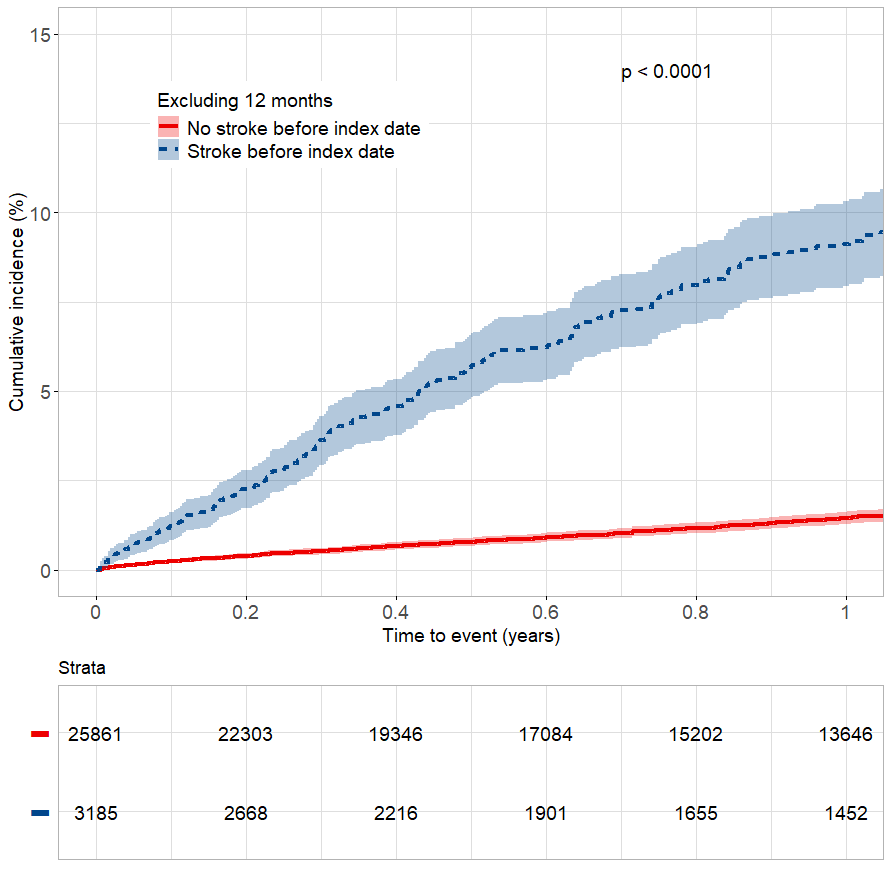 15
10
5
0
Cumulative incidence (%)
p < 0.0001
Excluding 12 months
No stroke before index date
Stroke before index date
0 0.2 0.4 0.6 0.8 1
Time to event (years)
Strata
25861 22303 19346 17084 15202 13646
3185 2668 2216 1901 1655 1452